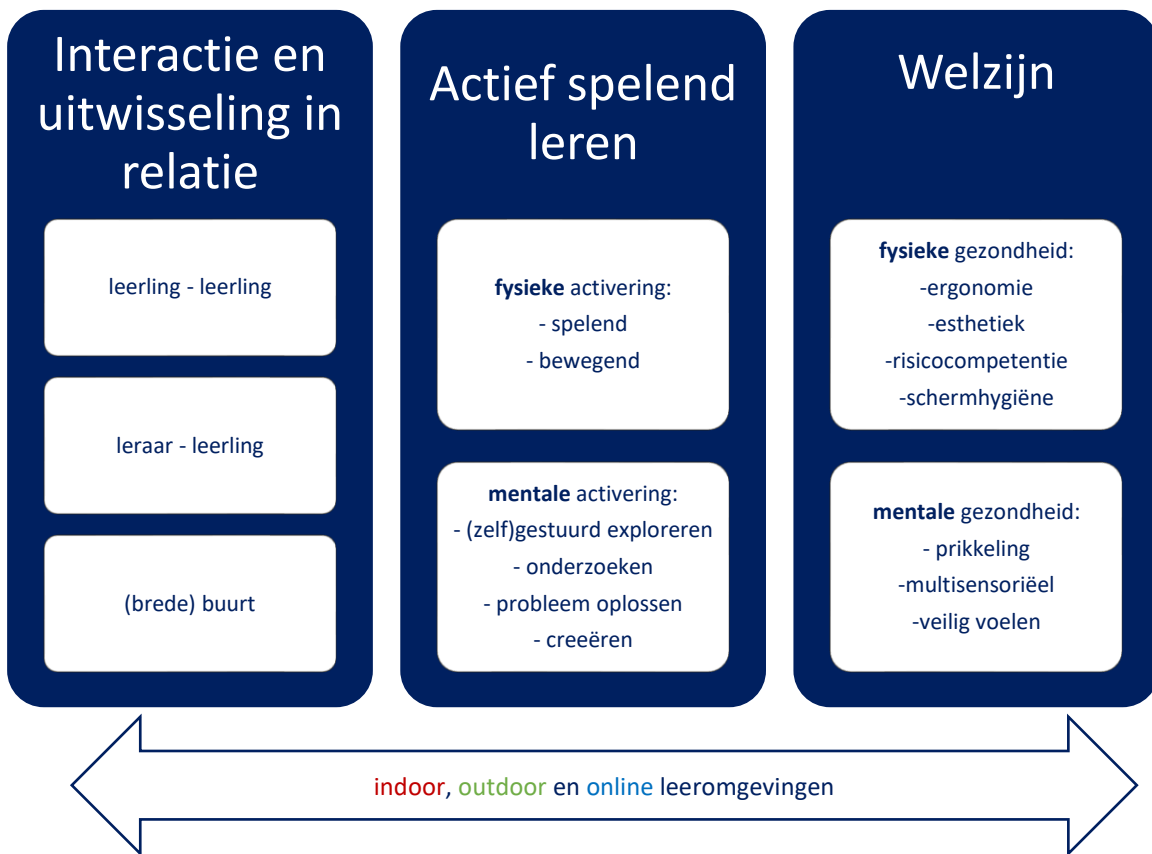 Interactie en
uitwisseling in
relatie
leerling - leerling
leraar - leerling
(brede) buurt
Actief spelend
leren
fysieke activering:
- spelend
- bewegend
mentale activering:
- (zelf)gestuurd exploreren
- onderzoeken
- probleem oplossen
- creeëren
Welzijn
fysieke gezondheid:
-ergonomie
-esthetiek
-risicocompetentie
-schermhygiëne
mentale gezondheid:
- prikkeling
-multisensoriëel
-veilig voelen
indoor, outdoor en online leeromgevingen